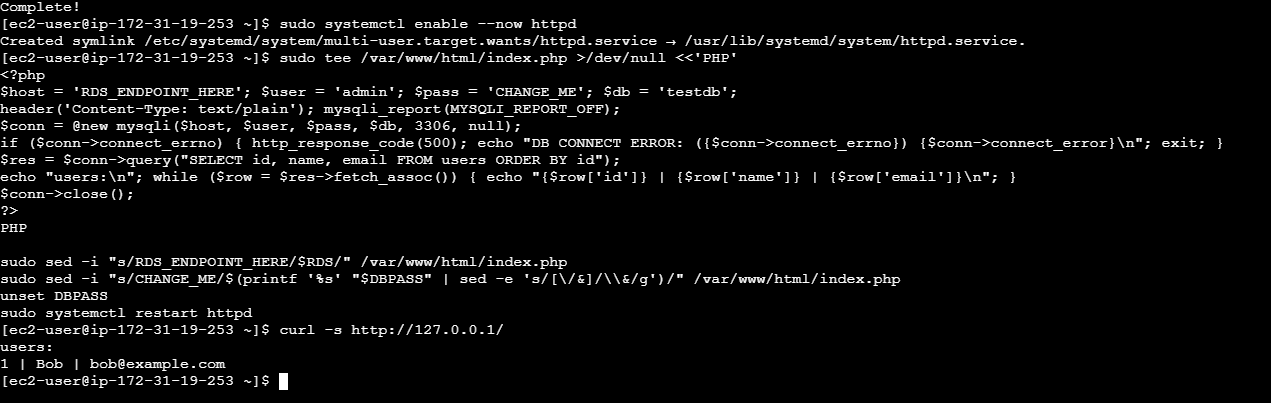 Complete!
[ec2-user@ip-172-31-19-253 ~]$ sudo systemctl enable --now httpd
Created symlink /etc/systemd/system/multi-user.target.wants/httpd.service → /usr/lib/systemd/system/httpd.service.
[ec2-user@ip-172-31-19-253 ~]$ sudo tee /var/www/html/index.php >/dev/null <<'PHP'
<?php
$host = 'RDS_ENDPOINT_HERE'; $user = 'admin'; $pass = 'CHANGE_ME'; $db = 'testdb';
header('Content-Type: text/plain'); mysqli_report(MYSQLI_REPORT_OFF);
$conn = @new mysqli($host, $user, $pass, $db, 3306, null);
if ($conn->connect_errno) { http_response_code(500); echo "DB CONNECT ERROR: ({$conn->connect_errno}) {$conn->connect_error}\n"; exit; }
$res = $conn->query("SELECT id, name, email FROM users ORDER BY id");
echo "users:\n"; while ($row = $res->fetch_assoc()) { echo "{$row['id']} | {$row['name']} | {$row['email']}\n"; }
$conn->close();
?>
PHP
sudo sed -i "s/RDS_ENDPOINT_HERE/$RDS/" /var/www/html/index.php
sudo sed -i "s/CHANGE_ME/$(printf '%s' "$DBPASS" | sed -e 's/[\/&]/\\&/g')/" /var/www/html/index.php
unset DBPASS
sudo systemctl restart httpd
[ec2-user@ip-172-31-19-253 ~]$ curl -s http://127.0.0.1/
users:
1 | Bob | bob@example.com
[ec2-user@ip-172-31-19-253 ~]$